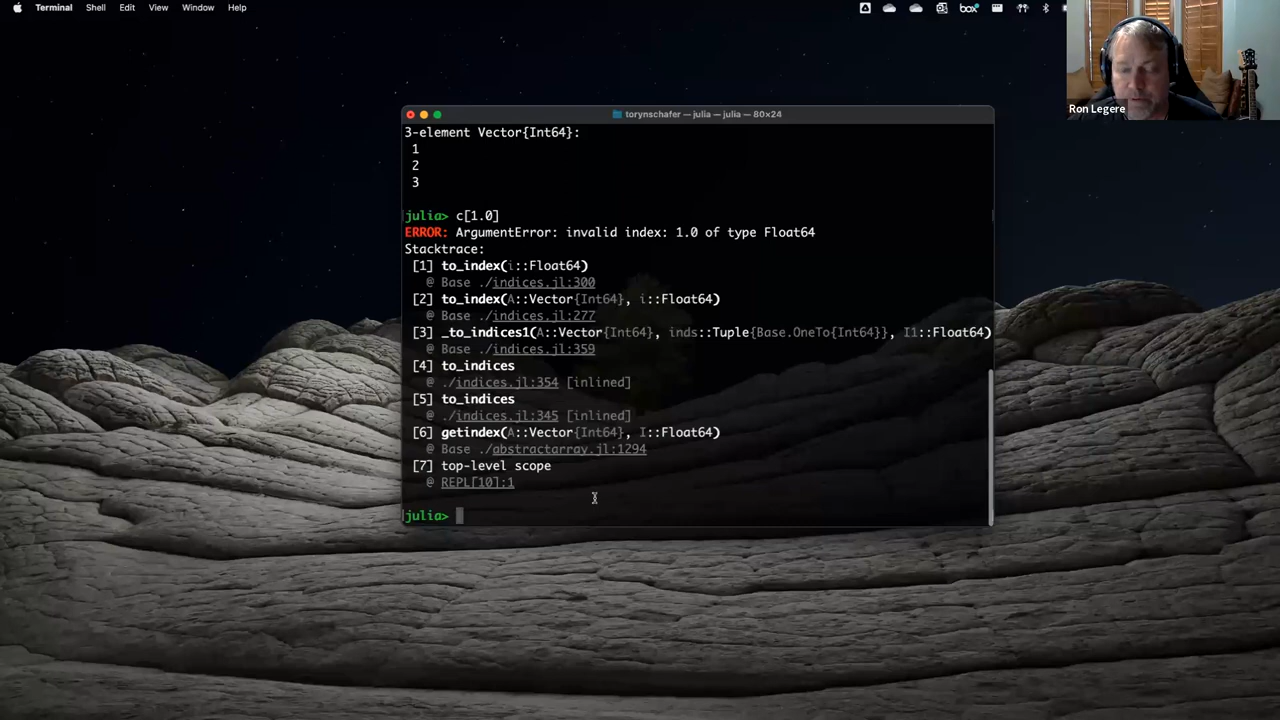 Terminal Shell Edit View Window Help
box
Ron Legere
torynschafer — julia — julia — 80×24
3-element Vector{Int64}:
1
2
3
julia> c[1.0]
ERROR: ArgumentError: invalid index: 1.0 of type Float64
Stacktrace:
[1] to_index(i::Float64)
@ Base ./indices.jl:300
[2] to_index(A::Vector{Int64}, i::Float64)
@ Base ./indices.jl:277
[3] _to_indices1(A::Vector{Int64}, inds::Tuple{Base.OneTo{Int64}}, I1::Float64)
@ Base ./indices.jl:359
[4] to_indices
@ ./indices.jl:354 [inlined]
[5] to_indices
@ ./indices.jl:345 [inlined]
[6] getindex(A::Vector{Int64}, I::Float64)
@ Base ./abstractarray.jl:1294
[7] top-level scope
@ REPL[10]:1
julia>